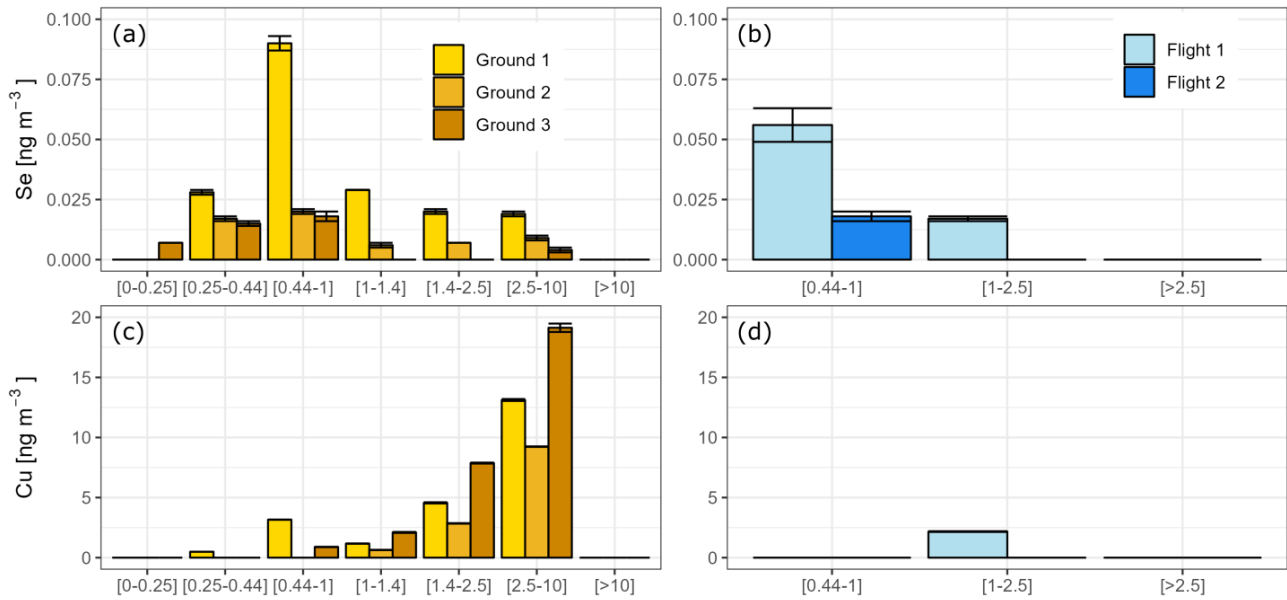 (a)
0.100
0.075
0.050
0.025
0.000
Se [ng m⁻³ ]
Ground 1
Ground 2
Ground 3
[0-0.25] [0.25-0.44] [0.44-1] [1-1.4] [1.4-2.5] [2.5-10] [>10]
(b)
0.100
0.075
0.050
0.025
0.000
Flight 1
Flight 2
[0.44-1] [1-2.5] [>2.5]
(c)
20
15
10
5
0
Cu [ng m⁻³ ]
[0-0.25] [0.25-0.44] [0.44-1] [1-1.4] [1.4-2.5] [2.5-10] [>10]
(d)
20
15
10
5
0
[0.44-1] [1-2.5] [>2.5]